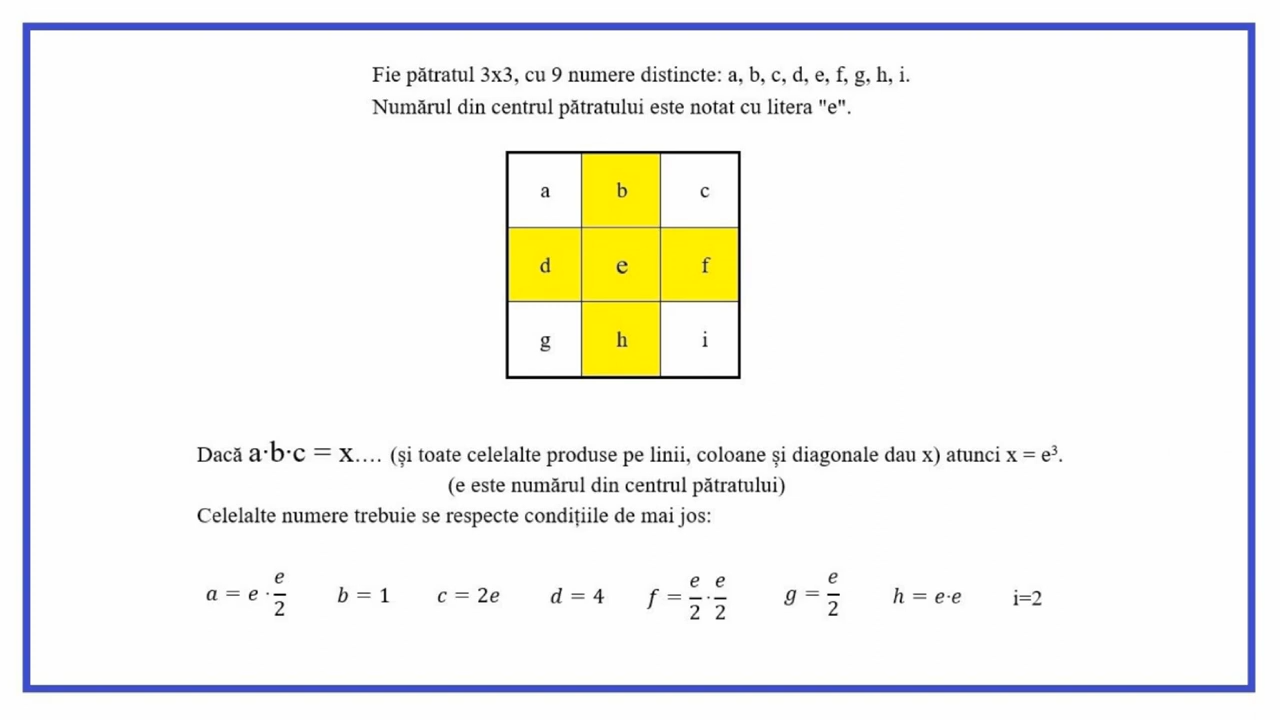 Fie pătratul 3x3, cu 9 numere distincte: a, b, c, d, e, f, g, h, i.
Numărul din centrul pătratului este notat cu litera "e".
a b c
d e f
g h i
Dacă a·b·c = x.... (și toate celelalte produse pe linii, coloane și diagonale dau x) atunci x = e³.
(e este numărul din centrul pătratului)
Celelalte numere trebuie se respecte condițiile de mai jos:
a = e · e/2 b = 1 c = 2e d = 4 f = e/2 · e/2 g = e/2 h = e·e i=2